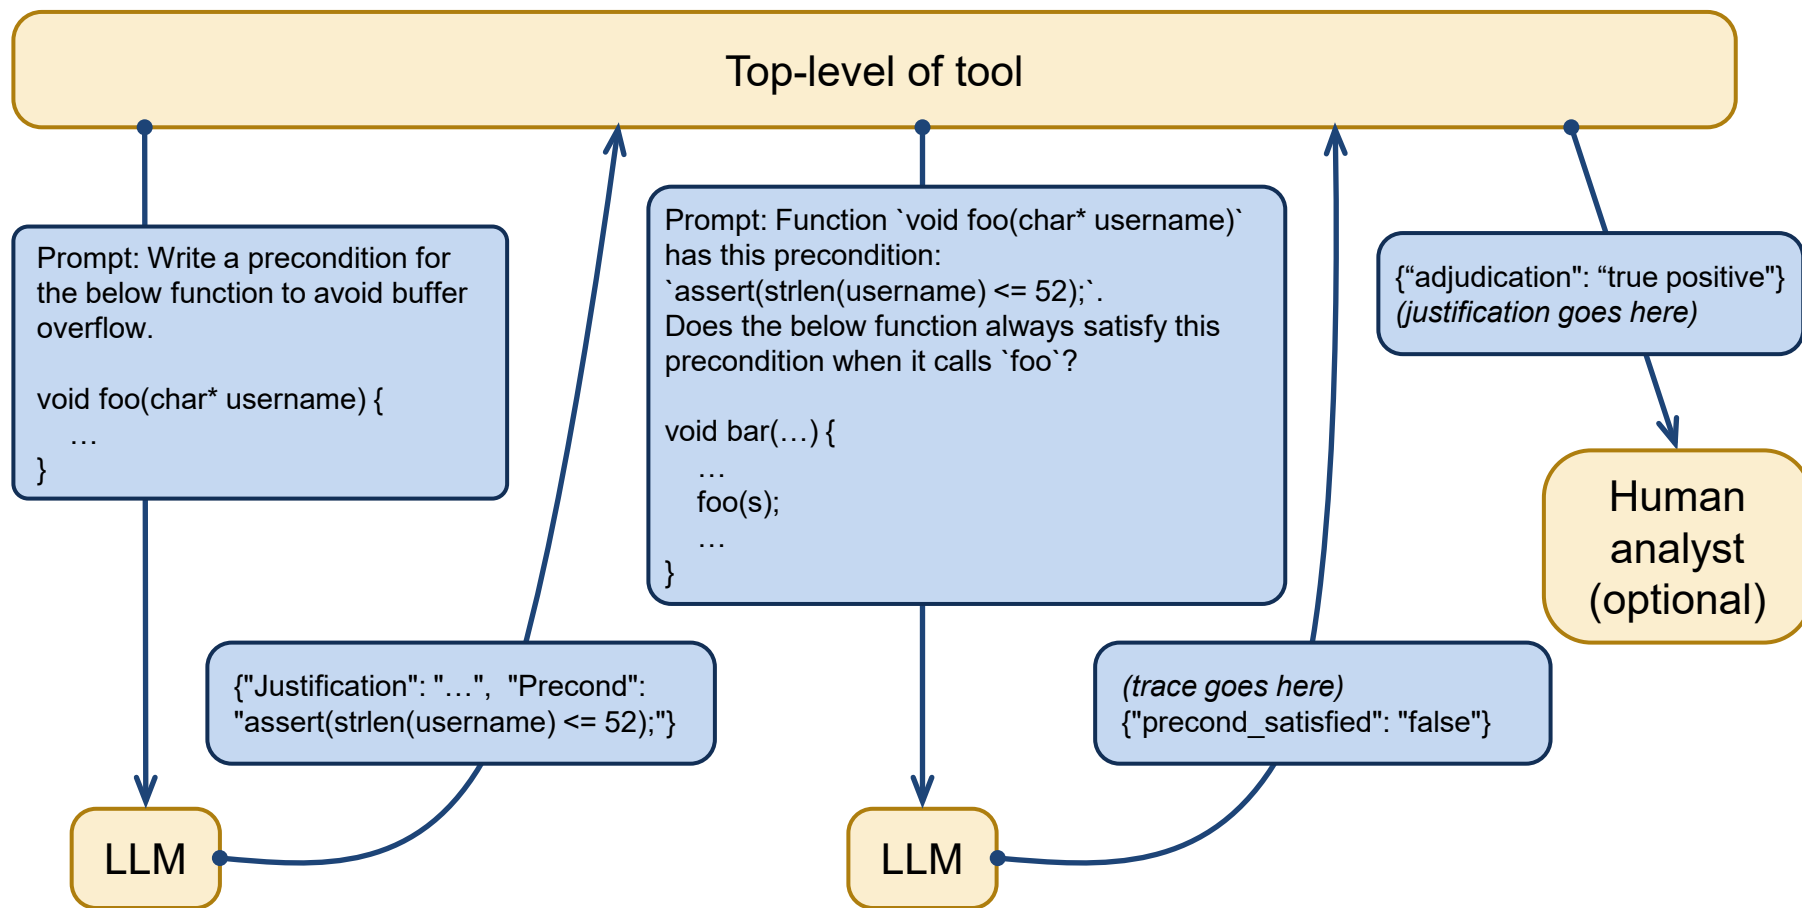 Top-level of tool
Prompt: Write a precondition for
the below function to avoid buffer
overflow.
void foo(char* username) {
…
}
{"Justification": "…", "Precond":
"assert(strlen(username) <= 52);"}
LLM
Prompt: Function `void foo(char* username)`
has this precondition:
`assert(strlen(username) <= 52);`.
Does the below function always satisfy this
precondition when it calls `foo`?
void bar(…) {
…
foo(s);
…
}
(trace goes here)
{"precond_satisfied": "false"}
LLM
{“adjudication": “true positive"}
(justification goes here)
Human
analyst
(optional)